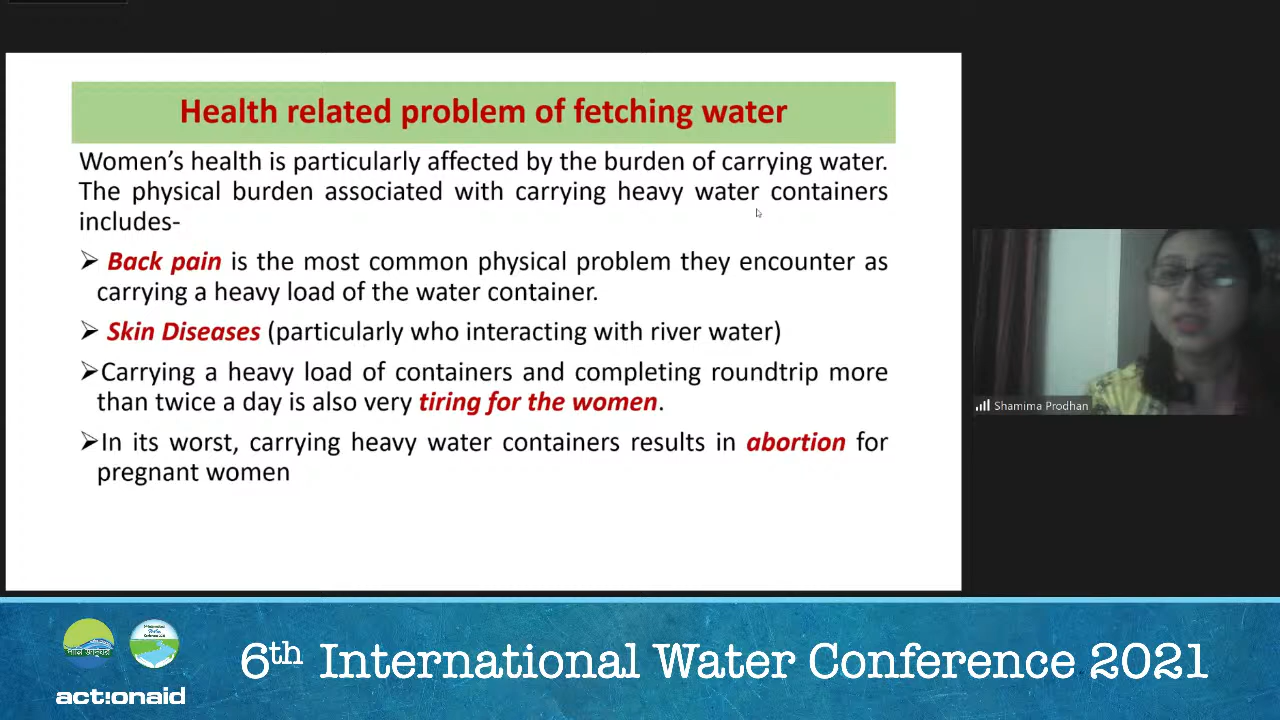 Health related problem of fetching water
Women's health is particularly affected by the burden of carrying water.
The physical burden associated with carrying heavy water containers
includes-
➢ Back pain is the most common physical problem they encounter as
carrying a heavy load of the water container.
➢ Skin Diseases (particularly who interacting with river water)
➢Carrying a heavy load of containers and completing roundtrip more
than twice a day is also very tiring for the women.
➢In its worst, carrying heavy water containers results in abortion for
pregnant women
Shamima Prodhan
6th International Water Conference 2021
act:onaid